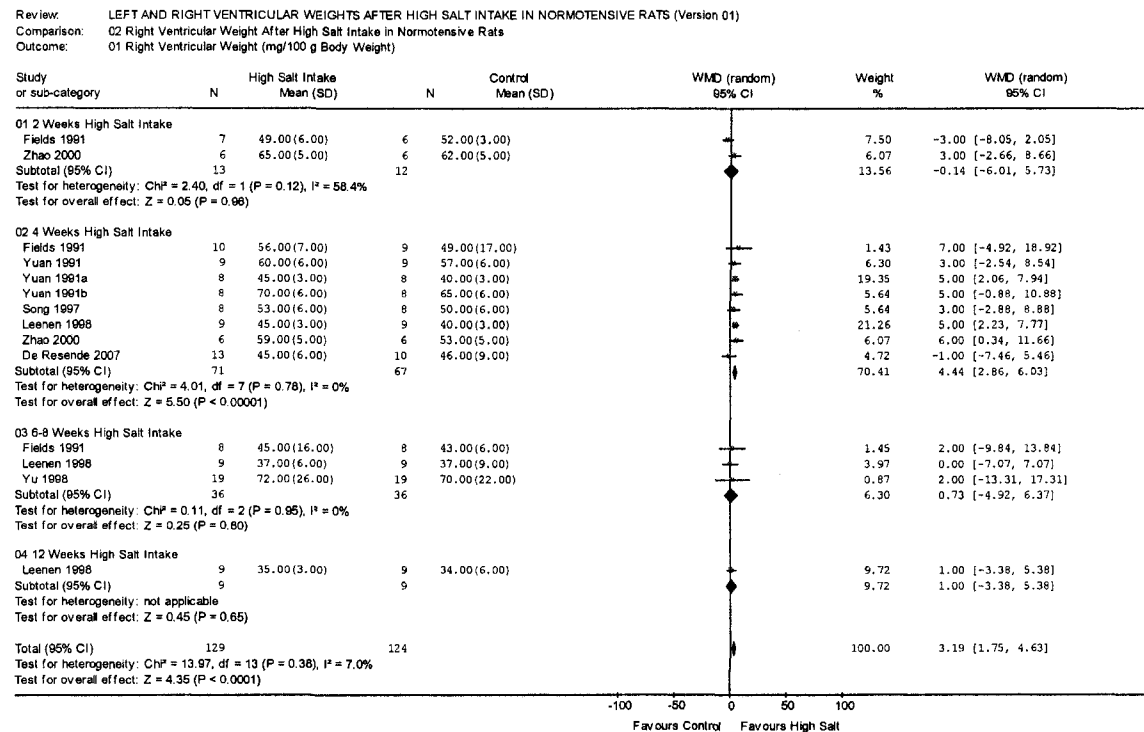 Review: LEFT AND RIGHT VENTRICULAR WEIGHTS AFTER HIGH SALT INTAKE IN NORMOTENSIVE RATS (Version 01)
Comparison: 02 Right Ventricular Weight After High Salt Intake in Normotensive Rats
Outcome: 01 Right Ventricular Weight (mg/100 g Body Weight)
Study High Salt Intake Control WMD (random) Weight WMD (random)
or sub-category N Mean (SD) N Mean (SD) 95% CI % 95% CI
01 2 Weeks High Salt Intake
Fields 1991 7 49.00(6.00) 6 52.00(3.00) 7.50 -3.00 [-8.05, 2.05]
Zhao 2000 6 65.00(5.00) 6 62.00(5.00) 6.07 3.00 [-2.66, 8.66]
Subtotal (95% CI) 13 12 13.56 -0.14 [-6.01, 5.73]
Test for heterogeneity: Chi² = 2.40, df = 1 (P = 0.12), I² = 58.4%
Test for overall effect: Z = 0.05 (P = 0.96)
02 4 Weeks High Salt Intake
Fields 1991 10 56.00(7.00) 9 49.00(17.00) 1.43 7.00 [-4.92, 18.92]
Yuan 1991 9 60.00(6.00) 9 57.00(6.00) 6.30 3.00 [-2.54, 8.54]
Yuan 1991a 8 45.00(3.00) 8 40.00(3.00) 19.35 5.00 [2.06, 7.94]
Yuan 1991b 8 70.00(6.00) 8 65.00(6.00) 5.64 5.00 [-0.88, 10.88]
Song 1997 8 53.00(6.00) 8 50.00(6.00) 5.64 3.00 [-2.88, 8.88]
Leenen 1998 9 45.00(3.00) 9 40.00(3.00) 21.26 5.00 [2.23, 7.77]
Zhao 2000 6 59.00(5.00) 6 53.00(5.00) 6.07 6.00 [0.34, 11.66]
De Resende 2007 13 45.00(6.00) 10 46.00(9.00) 4.72 -1.00 [-7.46, 5.46]
Subtotal (95% CI) 71 67 70.41 4.44 [2.86, 6.03]
Test for heterogeneity: Chi² = 4.01, df = 7 (P = 0.78), I² = 0%
Test for overall effect: Z = 5.50 (P < 0.00001)
03 6-8 Weeks High Salt Intake
Fields 1991 8 45.00(16.00) 8 43.00(6.00) 1.45 2.00 [-9.84, 13.84]
Leenen 1998 9 37.00(6.00) 9 37.00(9.00) 3.97 0.00 [-7.07, 7.07]
Yu 1998 19 72.00(26.00) 19 70.00(22.00) 0.87 2.00 [-13.31, 17.31]
Subtotal (95% CI) 36 36 6.30 0.73 [-4.92, 6.37]
Test for heterogeneity: Chi² = 0.11, df = 2 (P = 0.95), I² = 0%
Test for overall effect: Z = 0.25 (P = 0.80)
04 12 Weeks High Salt Intake
Leenen 1998 9 35.00(3.00) 9 34.00(6.00) 9.72 1.00 [-3.38, 5.38]
Subtotal (95% CI) 9 9 9.72 1.00 [-3.38, 5.38]
Test for heterogeneity: not applicable
Test for overall effect: Z = 0.45 (P = 0.65)
Total (95% CI) 129 124 100.00 3.19 [1.75, 4.63]
Test for heterogeneity: Chi² = 13.97, df = 13 (P = 0.38), I² = 7.0%
Test for overall effect: Z = 4.35 (P < 0.0001)
-100 -50 0 50 100
Favours Control Favours High Salt